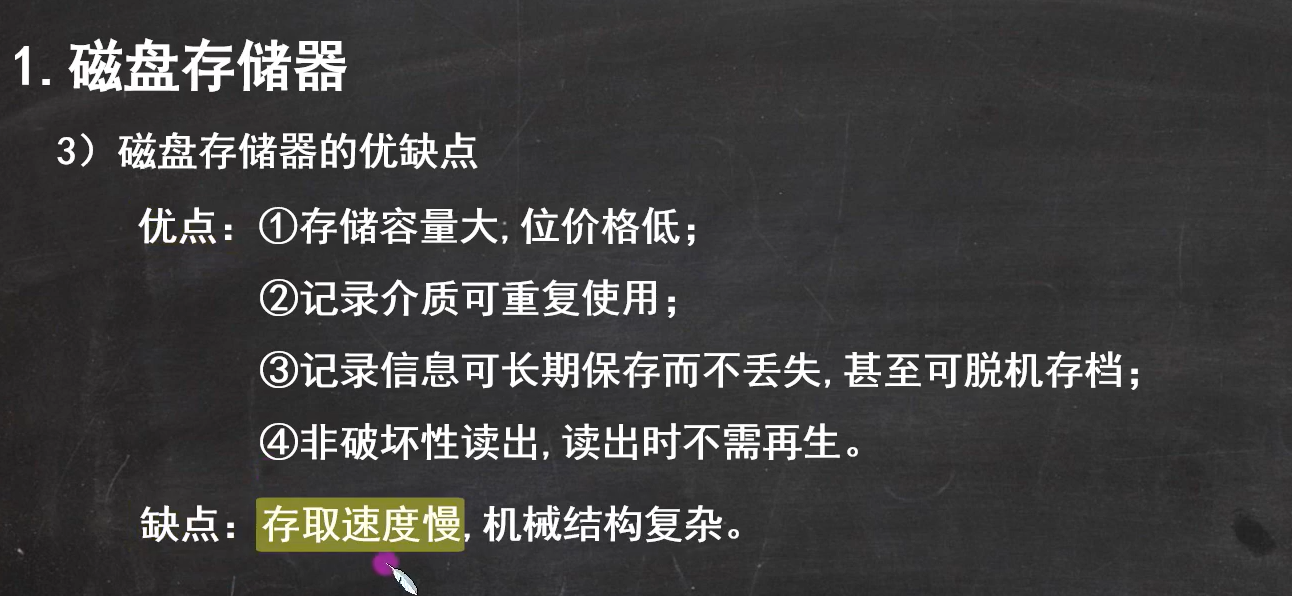 1. 磁盘存储器
3）磁盘存储器的优缺点
优点：①存储容量大，位价格低；
②记录介质可重复使用；
③记录信息可长期保存而不丢失，甚至可脱机存档；
④非破坏性读出，读出时不需再生。
缺点：存取速度慢，机械结构复杂。